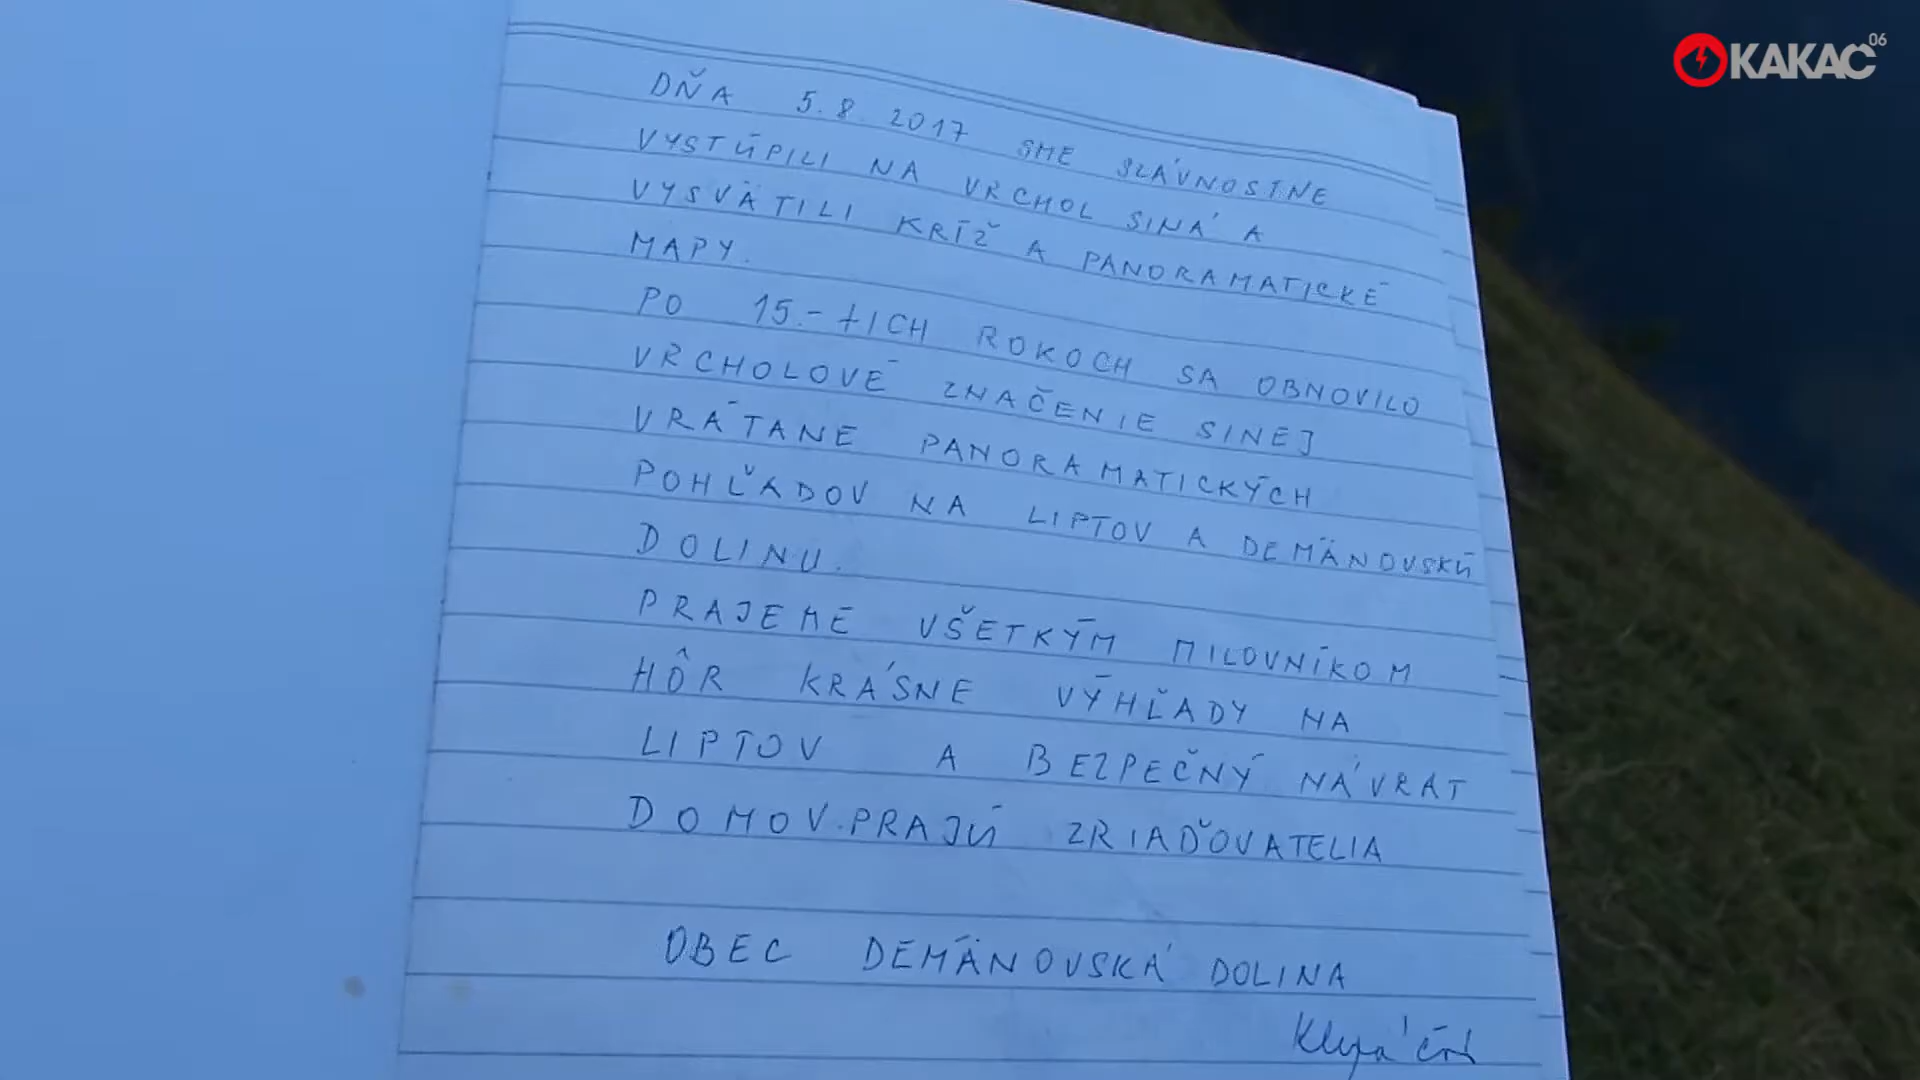 KAKAC06
DŇA 5.8.2017 SME SLÁVNOSTNE
VYSTÚPILI NA VRCHOL SINÁ A
VYSVÄTILI KRÍŽ A PANORAMATICKÉ
MAPY.
PO 15.-tICH ROKOCH SA OBNOVILO
VRCHOLOVÉ ZNAČENIE SINEJ
VRÁTANE PANORAMATICKÝCH
POHĽADOV NA LIPTOV A DEMÄNOVSKÚ
DOLINU.
PRAJEME VŠETKÝM MILOVNÍKOM
HÔR KRÁSNE VÝHĽADY NA
LIPTOV A BEZPEČNÝ NÁVRAT
DOMOV. PRAJÚ ZRIAĎOVATELIA
OBEC DEMÄNOVSKÁ DOLINA